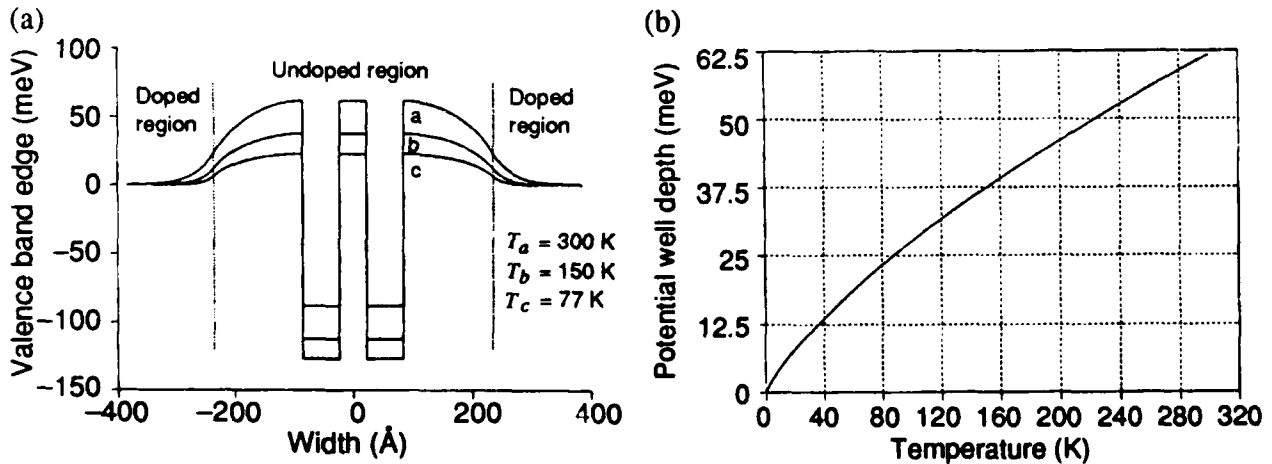 (a)
Valence band edge (meV)
100
50
0
−50
−100
−150
Undoped region
Doped
region
Doped
region
a
b
c
T_a = 300 K
T_b = 150 K
T_c = 77 K
−400
−200
0
200
400
Width (Å)
(b)
Potential well depth (meV)
62.5
50
37.5
25
12.5
0
0
40
80
120
160
200
240
280
320
Temperature (K)